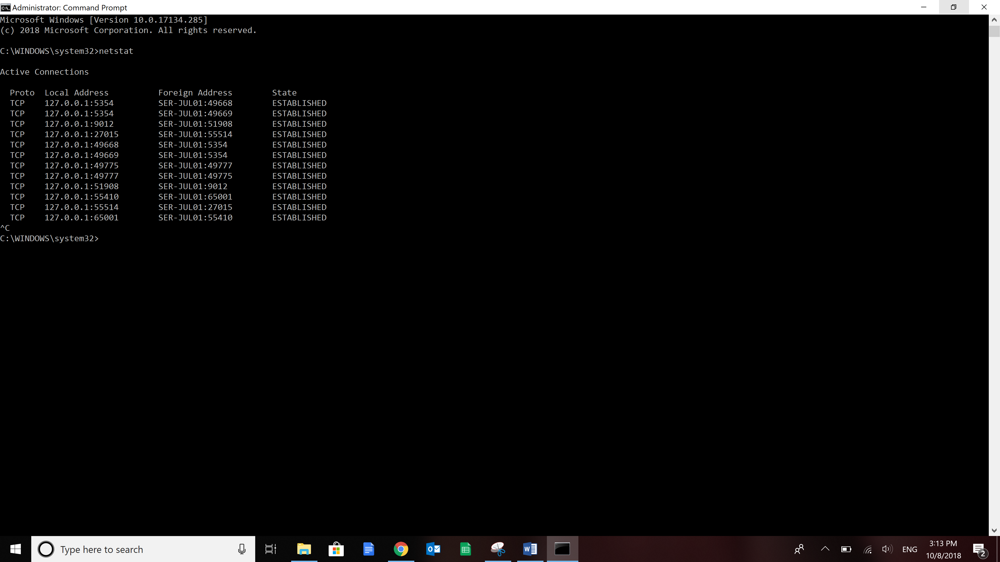 Administrator: Command Prompt
Microsoft Windows [Version 10.0.17134.285]
(c) 2018 Microsoft Corporation. All rights reserved.
C:\WINDOWS\system32>netstat
Active Connections
Proto  Local Address          Foreign Address        State
TCP    127.0.0.1:5354         SER-JUL01:49668        ESTABLISHED
TCP    127.0.0.1:5354         SER-JUL01:49669        ESTABLISHED
TCP    127.0.0.1:9012         SER-JUL01:51908        ESTABLISHED
TCP    127.0.0.1:27015        SER-JUL01:55514        ESTABLISHED
TCP    127.0.0.1:49668        SER-JUL01:5354         ESTABLISHED
TCP    127.0.0.1:49669        SER-JUL01:5354         ESTABLISHED
TCP    127.0.0.1:49775        SER-JUL01:49777        ESTABLISHED
TCP    127.0.0.1:49777        SER-JUL01:49775        ESTABLISHED
TCP    127.0.0.1:51908        SER-JUL01:9012         ESTABLISHED
TCP    127.0.0.1:55410        SER-JUL01:65001        ESTABLISHED
TCP    127.0.0.1:55514        SER-JUL01:27015        ESTABLISHED
TCP    127.0.0.1:65001        SER-JUL01:55410        ESTABLISHED
^C
C:\WINDOWS\system32>
Type here to search
ENG
3:13 PM
10/8/2018
2